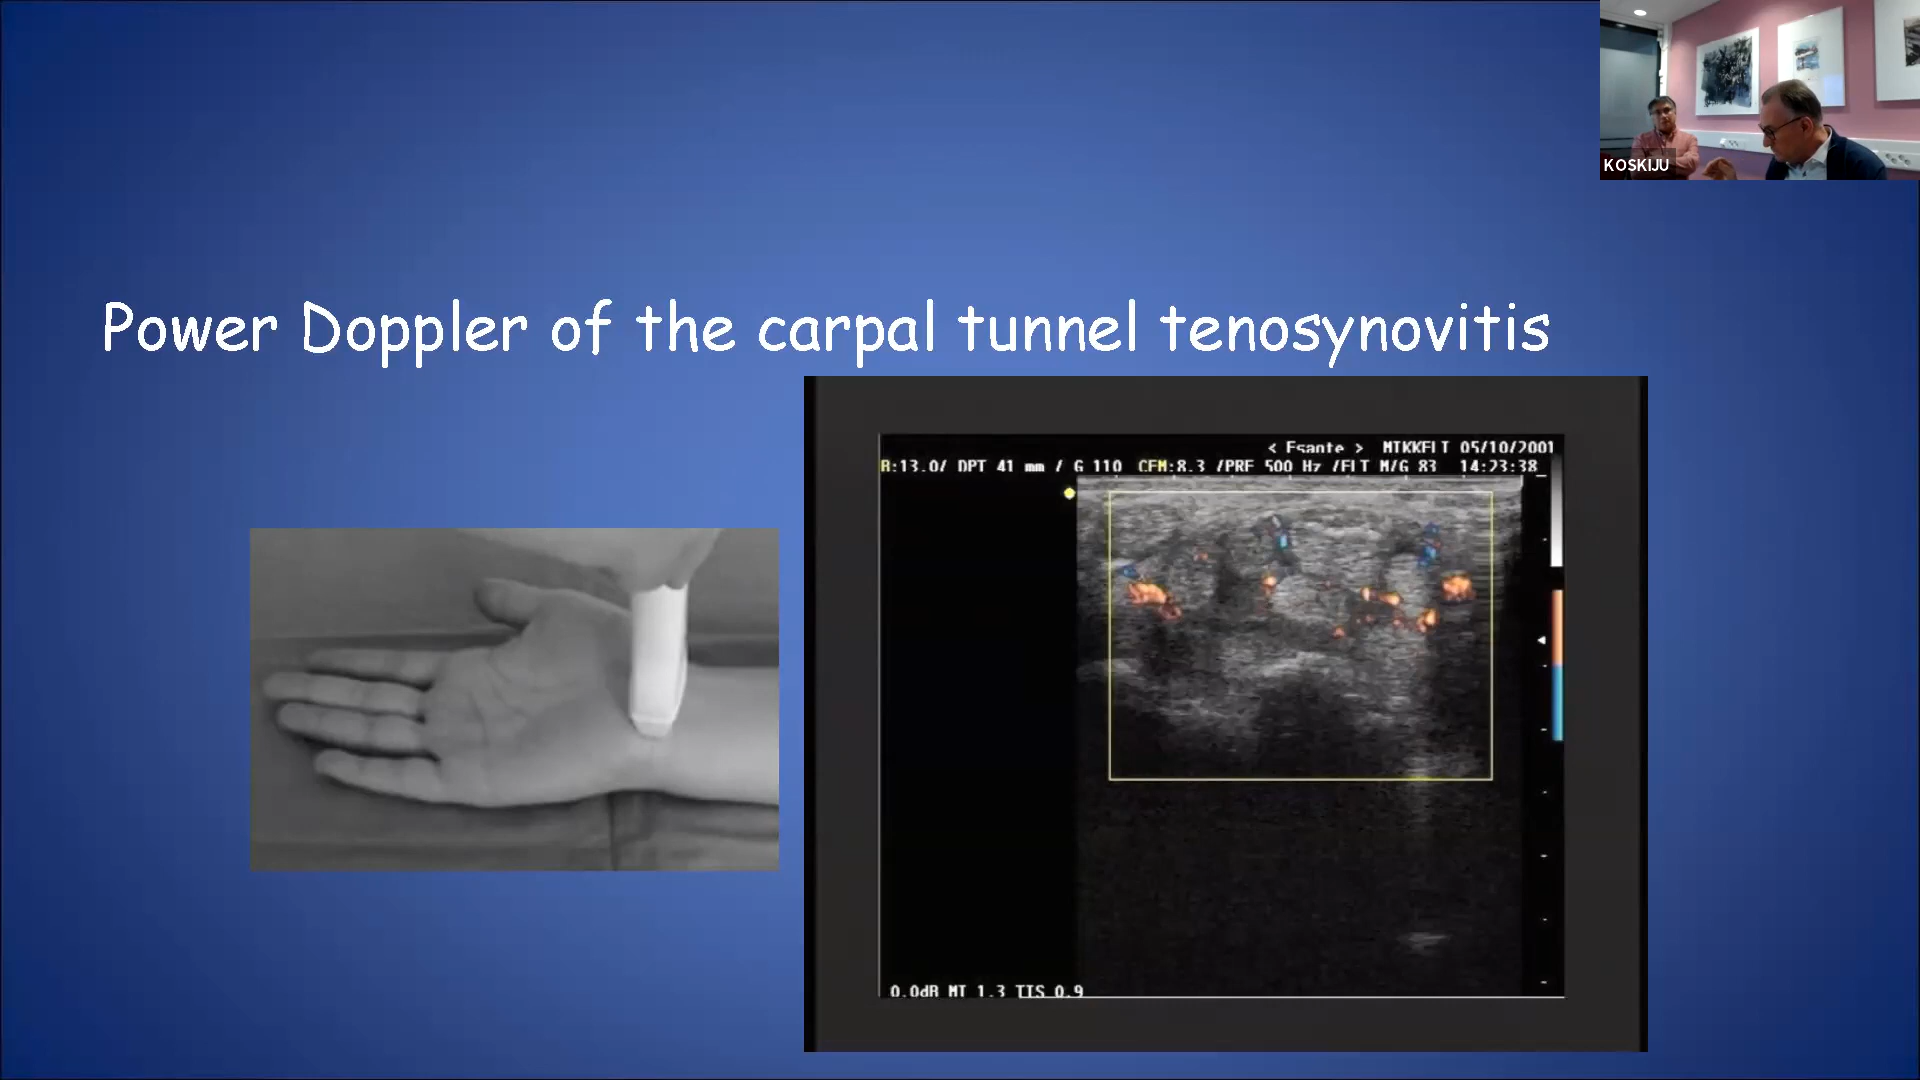 KOSKIJU
Power Doppler of the carpal tunnel tenosynovitis
< Esaote > MIKKELI 05/10/2001
R:13.0/ DPT 41 mm / G 110 CFM:8.3 /PRF 500 Hz /FLT M/G 83 14:23:38
0.0dB MI 1.3 TIS 0.9